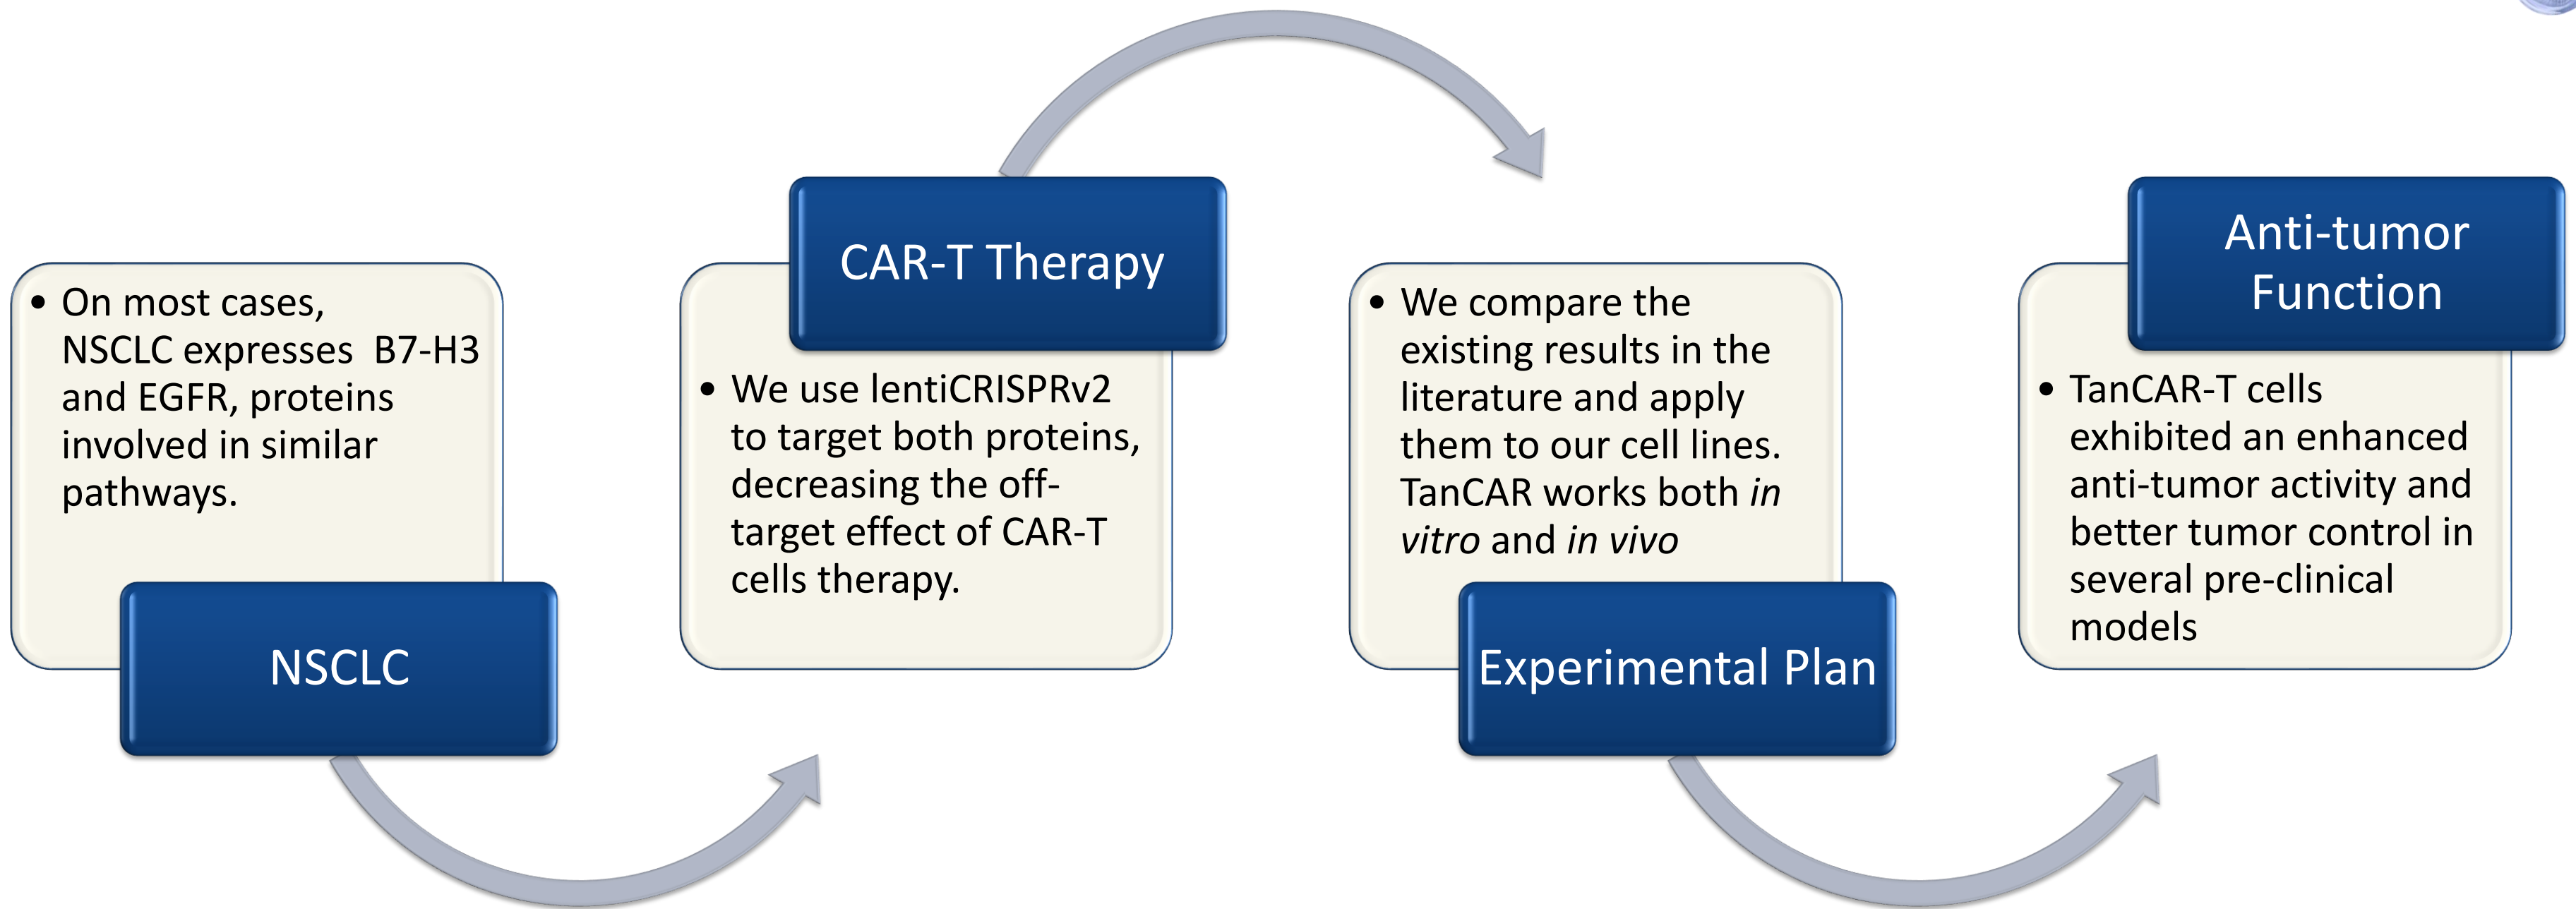 • On most cases,
NSCLC expresses  B7-H3
and EGFR, proteins
involved in similar
pathways.
NSCLC
CAR-T Therapy
• We use lentiCRISPRv2
to target both proteins,
decreasing the off-
target effect of CAR-T
cells therapy.
• We compare the
existing results in the
literature and apply
them to our cell lines.
TanCAR works both in
vitro and in vivo
Experimental Plan
Anti-tumor
Function
• TanCAR-T cells
exhibited an enhanced
anti-tumor activity and
better tumor control in
several pre-clinical
models